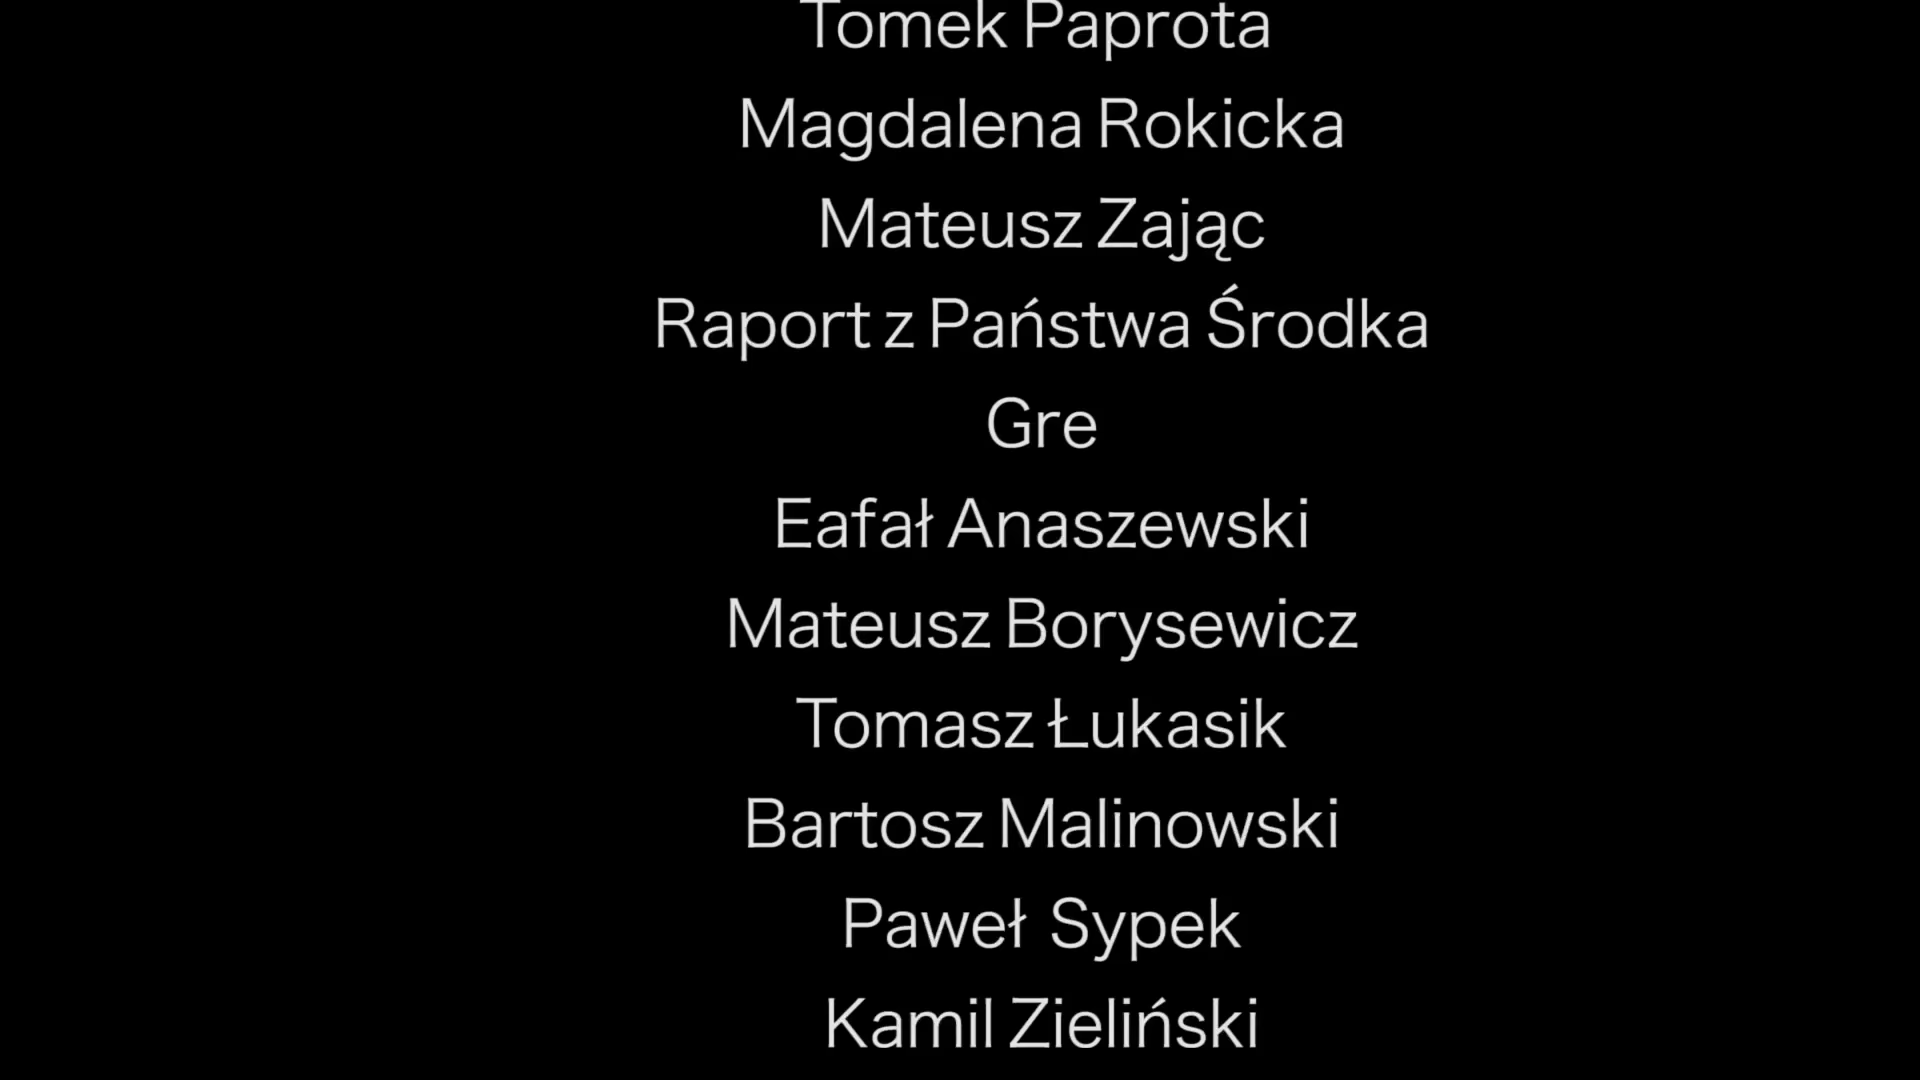 Tomek Paprota
Magdalena Rokicka
Mateusz Zając
Raport z Państwa Środka
Gre
Eafał Anaszewski
Mateusz Borysewicz
Tomasz Łukasik
Bartosz Malinowski
Paweł Sypek
Kamil Zieliński